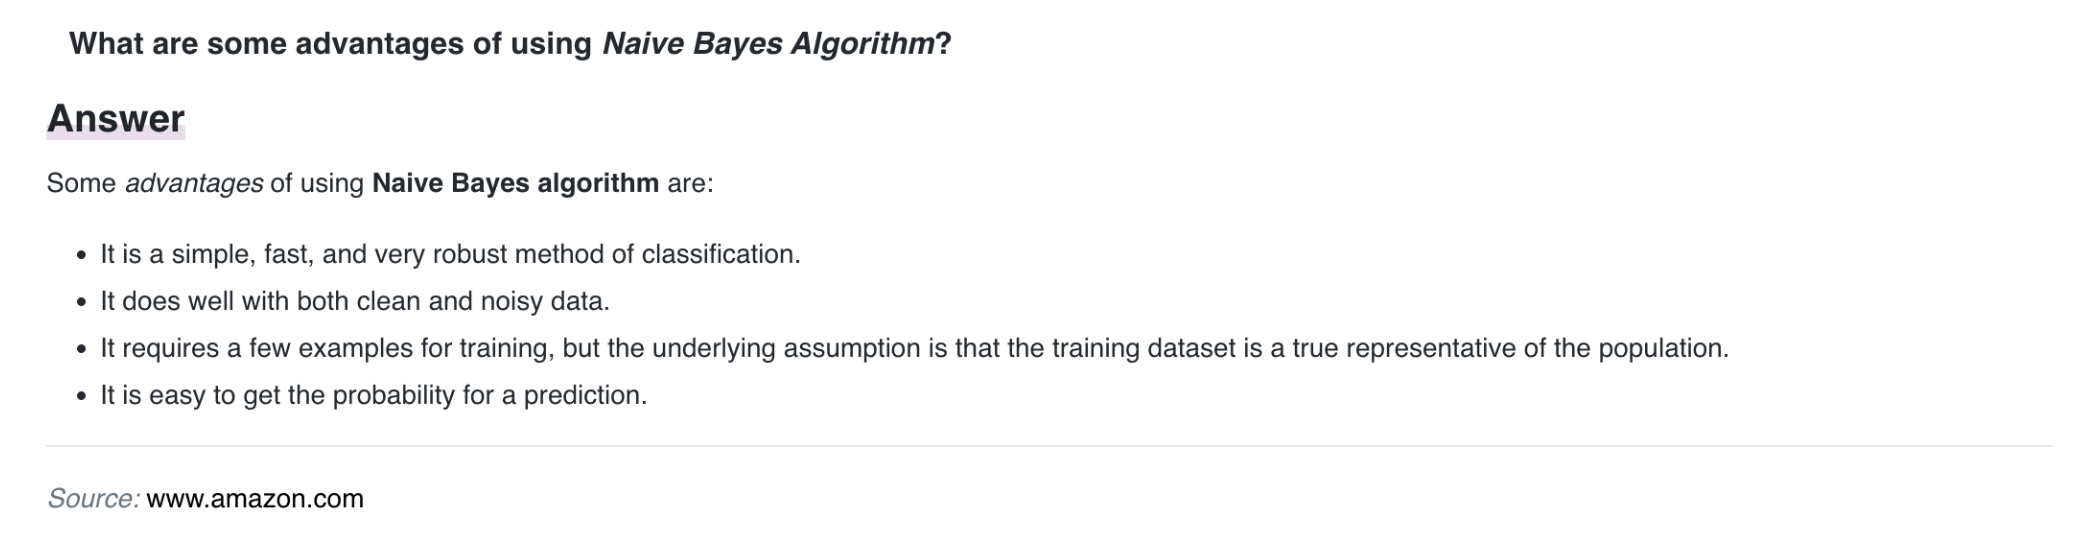 What are some advantages of using Naive Bayes Algorithm?
Answer
Some advantages of using Naive Bayes algorithm are:
• It is a simple, fast, and very robust method of classification.
• It does well with both clean and noisy data.
• It requires a few examples for training, but the underlying assumption is that the training dataset is a true representative of the population.
• It is easy to get the probability for a prediction.
Source: www.amazon.com